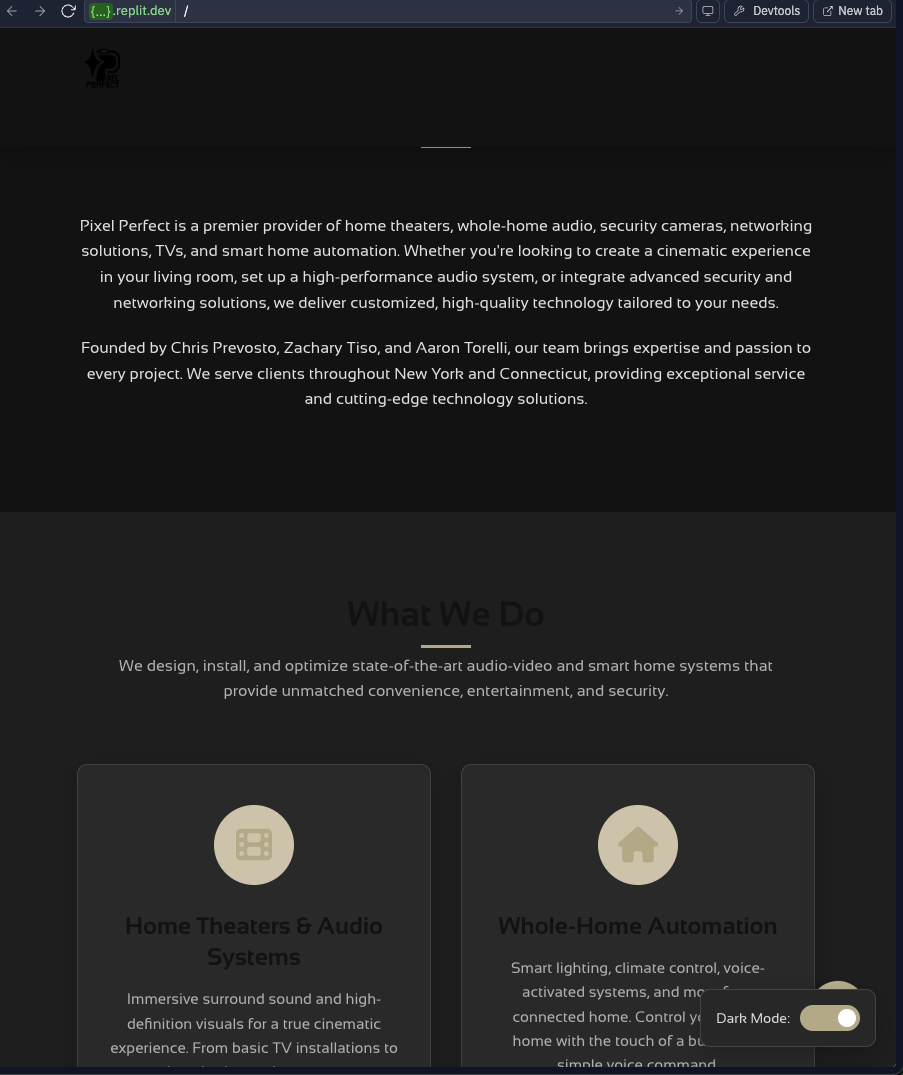 {...}.replit.dev /
Devtools
New tab
PERFECT
Pixel Perfect is a premier provider of home theaters, whole-home audio, security cameras, networking
solutions, TVs, and smart home automation. Whether you're looking to create a cinematic experience
in your living room, set up a high-performance audio system, or integrate advanced security and
networking solutions, we deliver customized, high-quality technology tailored to your needs.
Founded by Chris Prevosto, Zachary Tiso, and Aaron Torelli, our team brings expertise and passion to
every project. We serve clients throughout New York and Connecticut, providing exceptional service
and cutting-edge technology solutions.
What We Do
We design, install, and optimize state-of-the-art audio-video and smart home systems that
provide unmatched convenience, entertainment, and security.
Home Theaters & Audio
Systems
Immersive surround sound and high-
definition visuals for a true cinematic
experience. From basic TV installations to
Whole-Home Automation
Smart lighting, climate control, voice-
activated systems, and more
connected home. Control
home with the touch of a
simple voice command
Dark Mode: